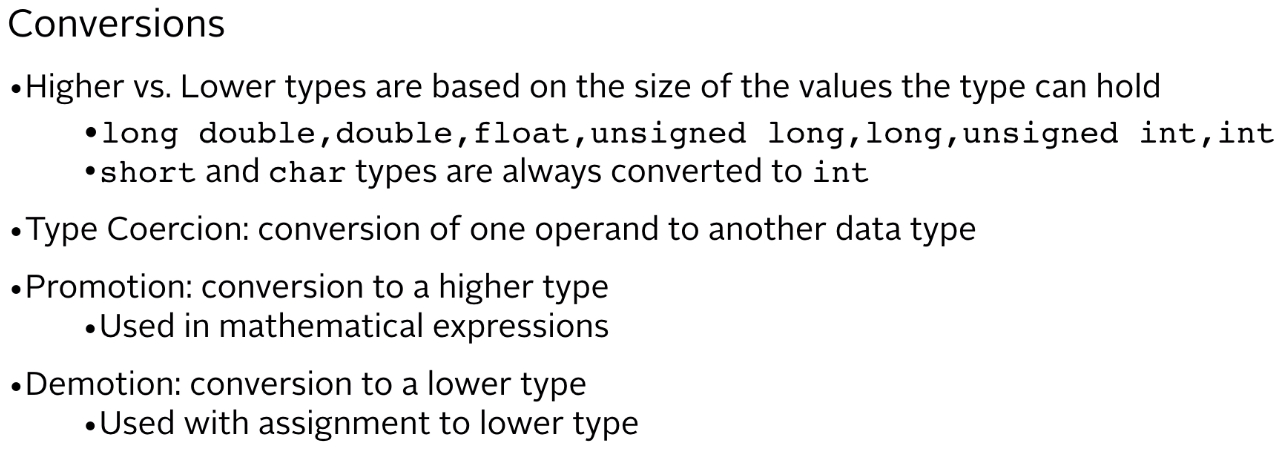 Conversions
•Higher vs. Lower types are based on the size of the values the type can hold
•long double,double,float,unsigned long,long,unsigned int,int
•short and char types are always converted to int
•Type Coercion: conversion of one operand to another data type
•Promotion: conversion to a higher type
•Used in mathematical expressions
•Demotion: conversion to a lower type
•Used with assignment to lower type